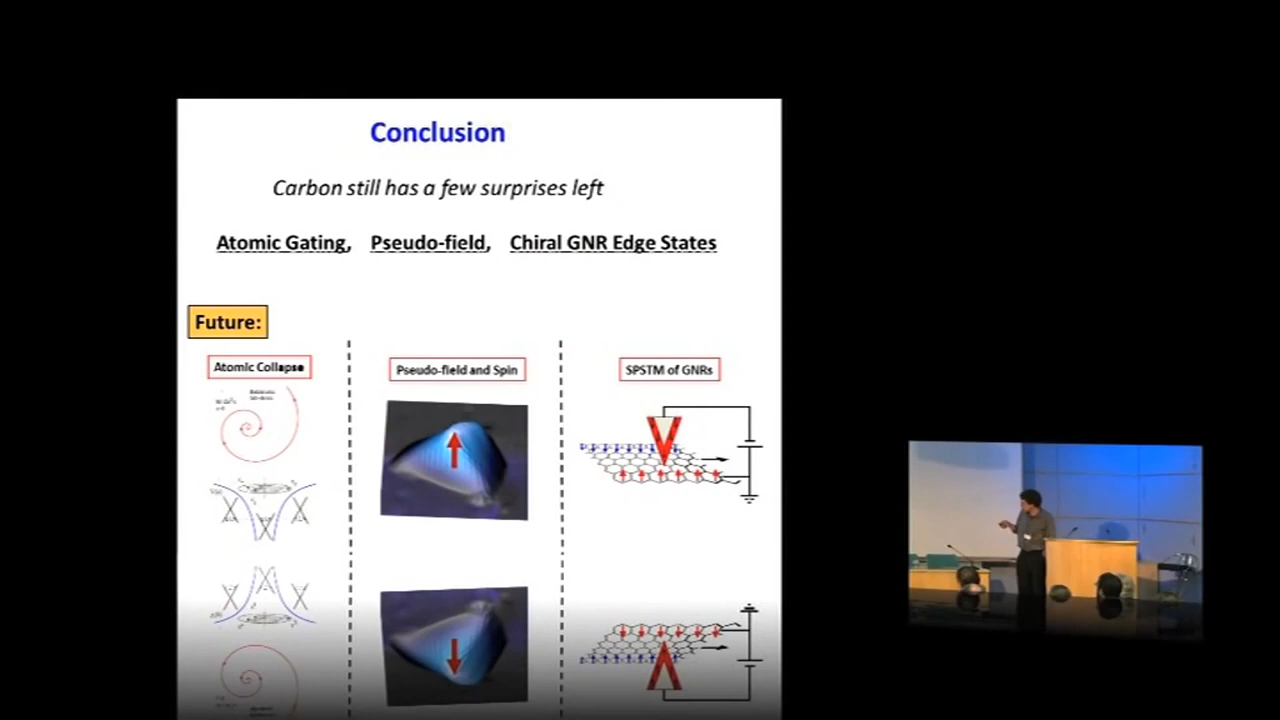 Conclusion
Carbon still has a few surprises left
Atomic Gating, Pseudo-field, Chiral GNR Edge States
Future:
Atomic Collapse
Pseudo-field and Spin
SPSTM of GNRs